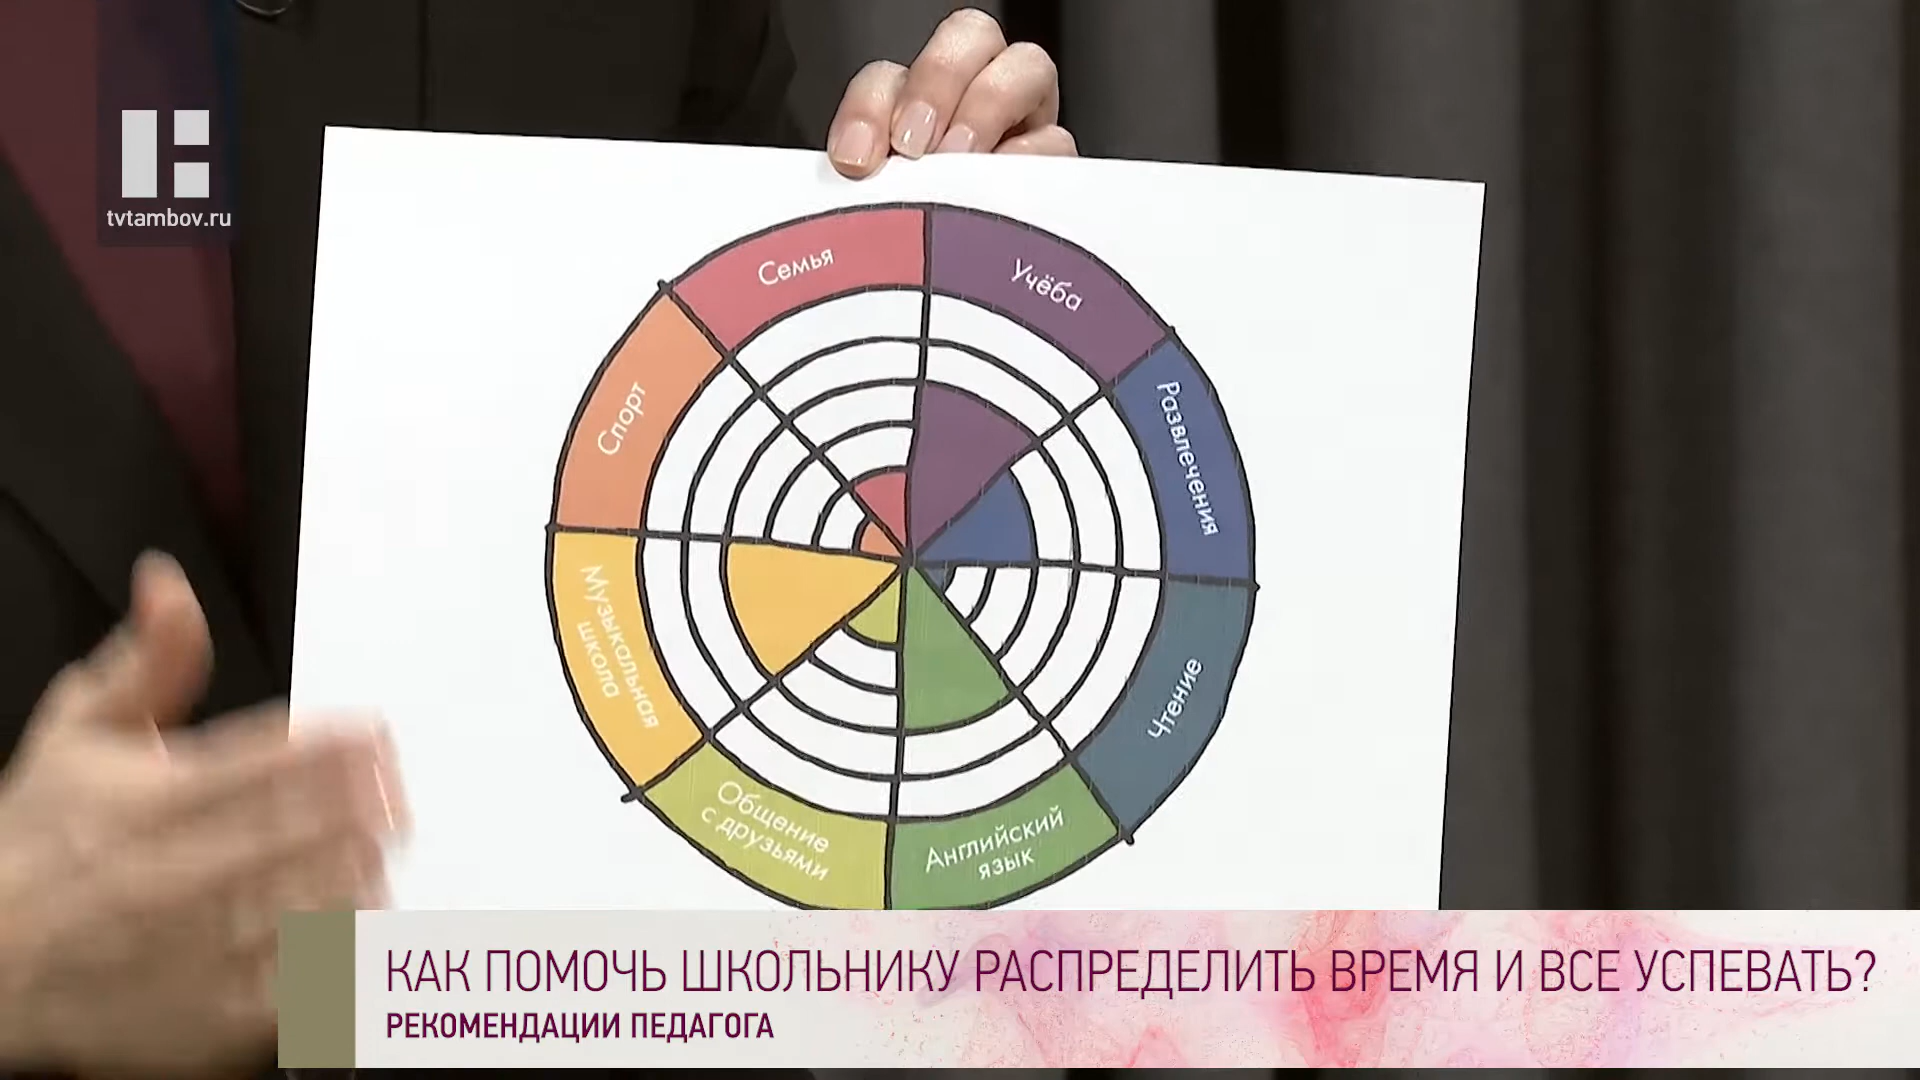 tvtambov.ru
Семья
Учёба
Спорт
Развлечения
Музыкальная
школа
Чтение
Общение
с друзьями
Английский
язык
КАК ПОМОЧЬ ШКОЛЬНИКУ РАСПРЕДЕЛИТЬ ВРЕМЯ И ВСЕ УСПЕВАТЬ?
РЕКОМЕНДАЦИИ ПЕДАГОГА